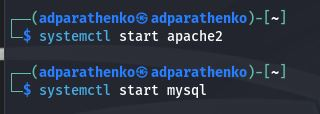 ┌──(adparathenko㉿adparathenko)-[~]
└─$ systemctl start apache2
┌──(adparathenko㉿adparathenko)-[~]
└─$ systemctl start mysql